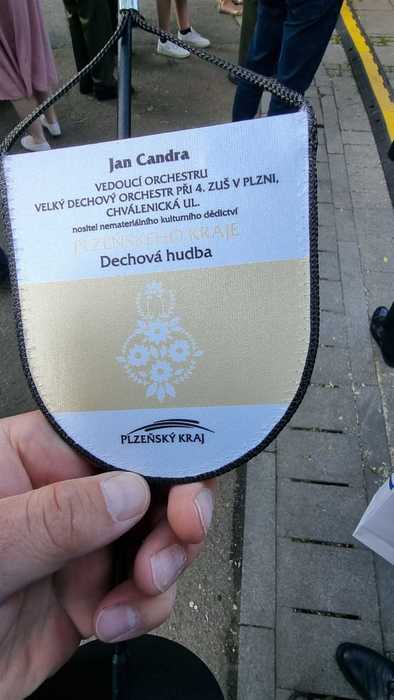 Jan Candra
VEDOUCÍ ORCHESTRU
VELKÝ DECHOVÝ ORCHESTR PŘI 4. ZUŠ V PLZNI,
CHVÁLENICKÁ UL.
nositel nemateriálního kulturního dědictví
PLZEŇSKÉHO KRAJE
Dechová hudba
PLZEŇSKÝ KRAJ